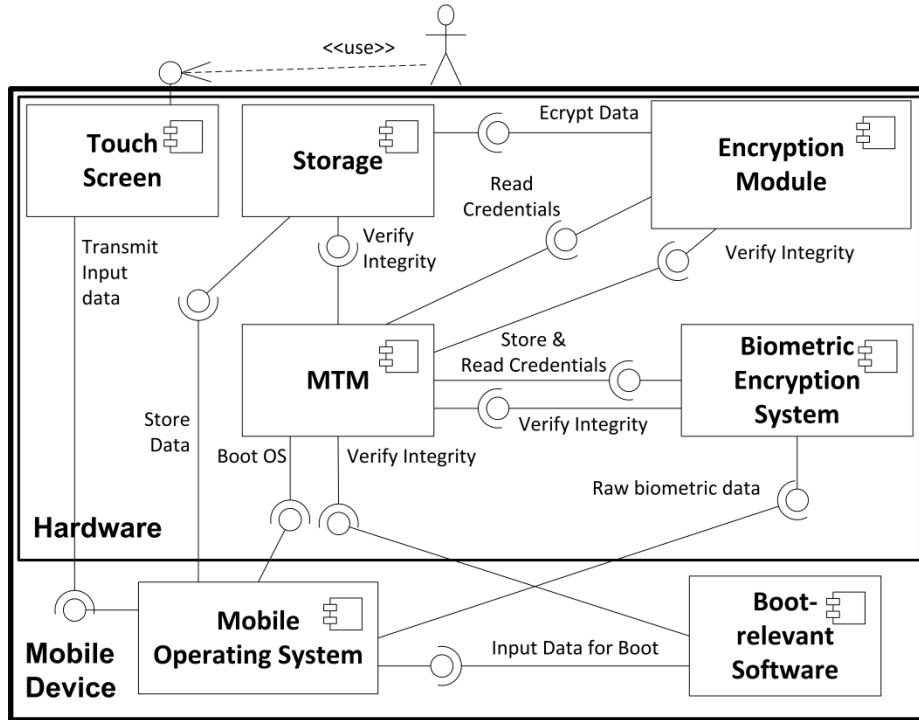 <<use>>
Touch
Screen
Storage
Ecrypt Data
Encryption
Module
Read
Credentials
Transmit
Input
data
Verify
Integrity
Verify Integrity
MTM
Store &
Read Credentials
Biometric
Encryption
System
Verify Integrity
Store
Data
Boot OS
Verify Integrity
Raw biometric data
Hardware
Mobile
Operating System
Input Data for Boot
Boot-
relevant
Software
Mobile
Device